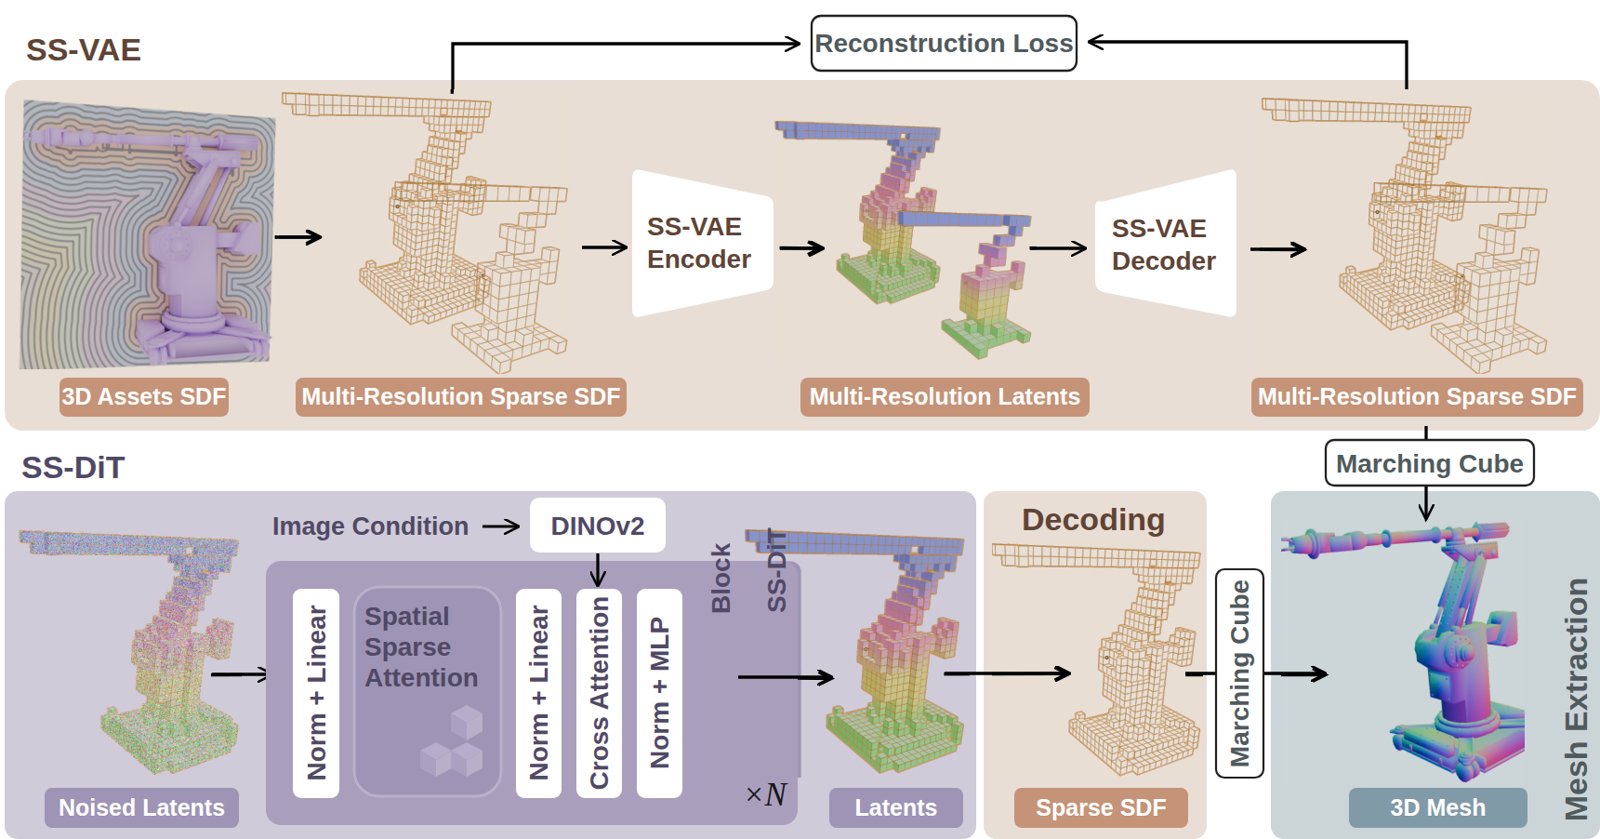 SS-VAE
Reconstruction Loss
SS-VAE
Encoder
SS-VAE
Decoder
3D Assets SDF
Multi-Resolution Sparse SDF
Multi-Resolution Latents
Multi-Resolution Sparse SDF
Marching Cube
SS-DiT
Image Condition
DINOv2
Norm + Linear
Spatial
Sparse
Attention
Norm + Linear
Cross Attention
Norm + MLP
Block
SS-DiT
×N
Noised Latents
Latents
Decoding
Sparse SDF
Marching Cube
3D Mesh
Mesh Extraction